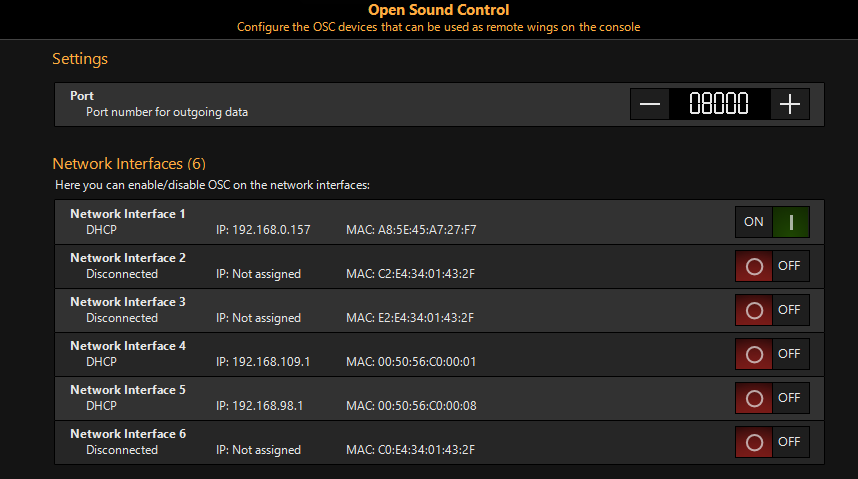 Open Sound Control
Configure the OSC devices that can be used as remote wings on the console
Settings
Port
Port number for outgoing data
08000
Network Interfaces (6)
Here you can enable/disable OSC on the network interfaces:
Network Interface 1
DHCP IP: 192.168.0.157 MAC: A8:5E:45:A7:27:F7
ON
Network Interface 2
Disconnected IP: Not assigned MAC: C2:E4:34:01:43:2F
OFF
Network Interface 3
Disconnected IP: Not assigned MAC: E2:E4:34:01:43:2F
OFF
Network Interface 4
DHCP IP: 192.168.109.1 MAC: 00:50:56:C0:00:01
OFF
Network Interface 5
DHCP IP: 192.168.98.1 MAC: 00:50:56:C0:00:08
OFF
Network Interface 6
Disconnected IP: Not assigned MAC: C0:E4:34:01:43:2F
OFF